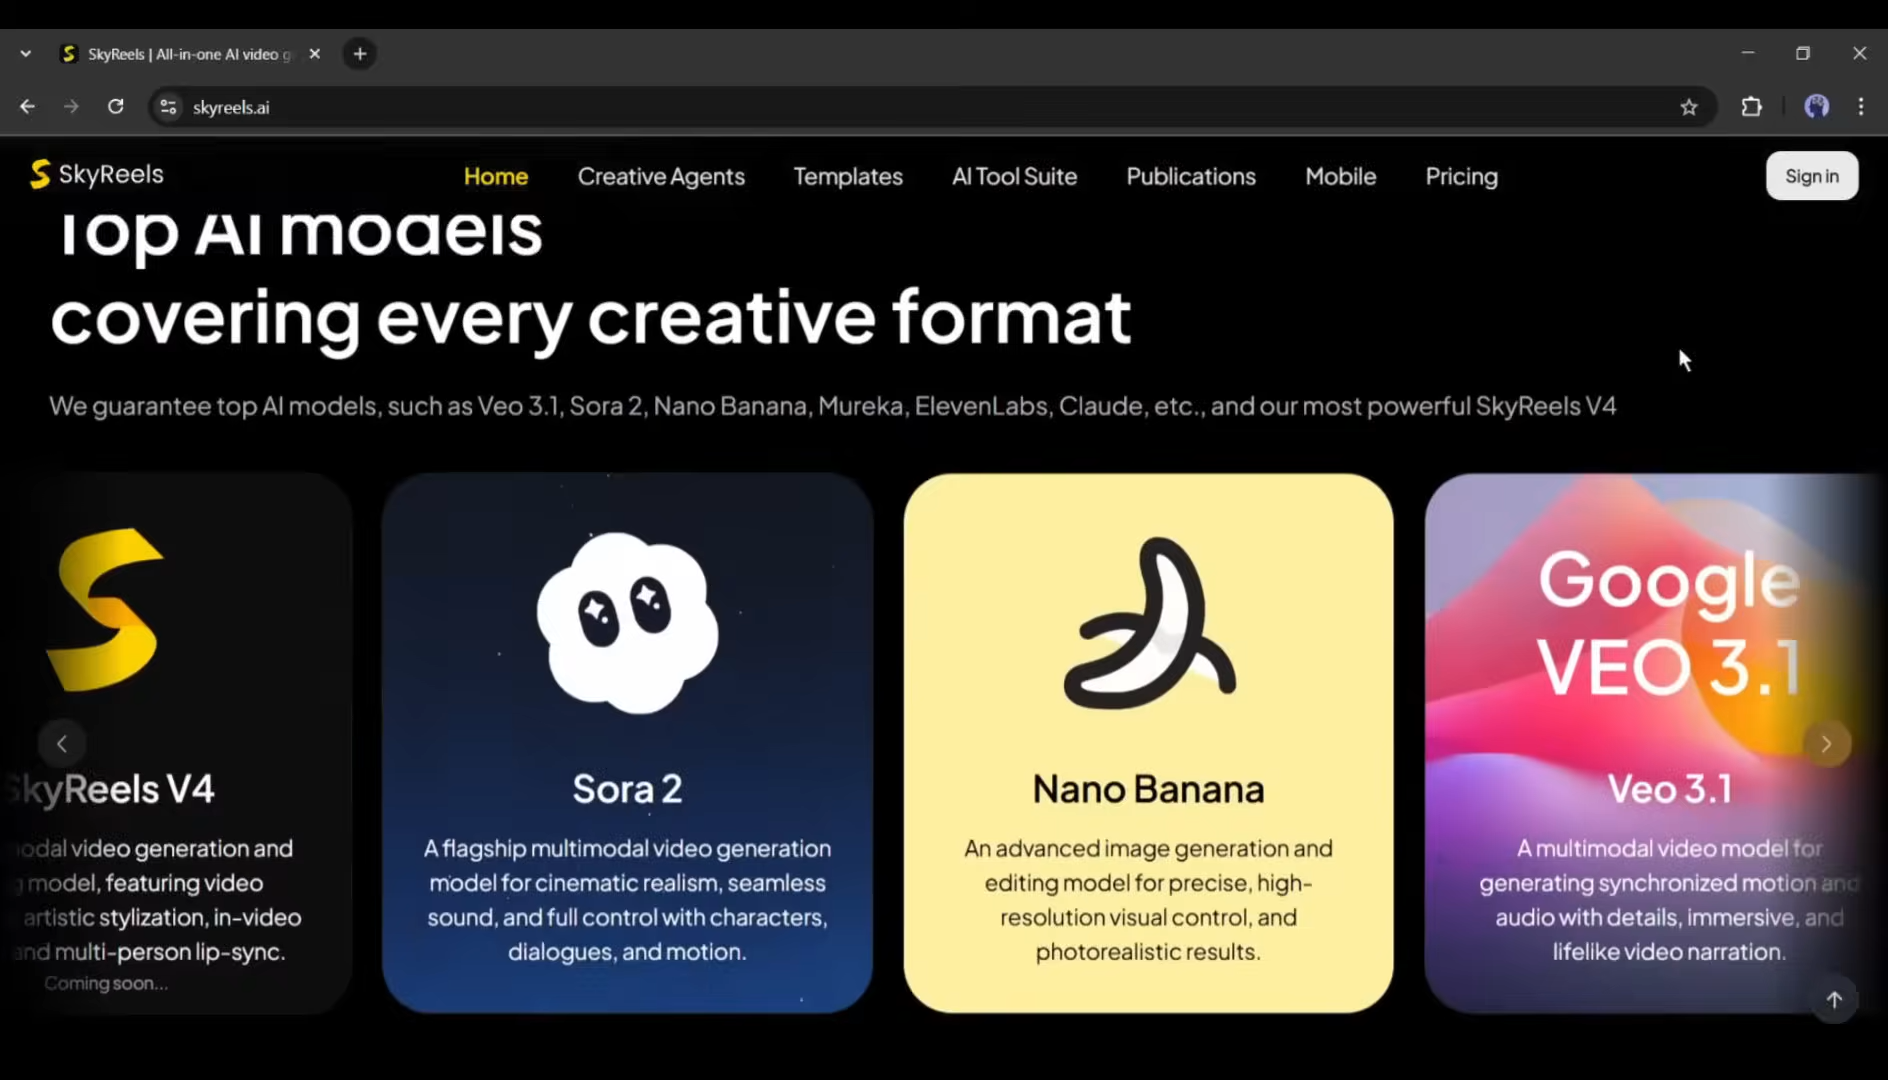 SkyReels | All-in-one AI video g
skyreels.ai
SkyReels
Home
Creative Agents
Templates
AI Tool Suite
Publications
Mobile
Pricing
Sign in
Top AI models
covering every creative format
We guarantee top AI models, such as Veo 3.1, Sora 2, Nano Banana, Mureka, ElevenLabs, Claude, etc., and our most powerful SkyReels V4
SkyReels V4
video generation and
model, featuring video
artistic stylization, in-video
and multi-person lip-sync.
Coming soon...
Sora 2
A flagship multimodal video generation
model for cinematic realism, seamless
sound, and full control with characters,
dialogues, and motion.
Nano Banana
An advanced image generation and
editing model for precise, high-
resolution visual control, and
photorealistic results.
Google
VEO 3.1
Veo 3.1
A multimodal video model for
generating synchronized motion and
audio with details, immersive, and
lifelike video narration.